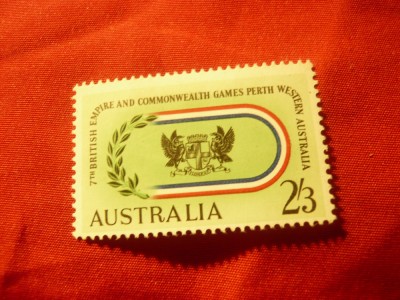 7TH BRITISH EMPIRE AND COMMONWEALTH GAMES PERTH WESTERN AUSTRALIA
AUSTRALIA 2/3